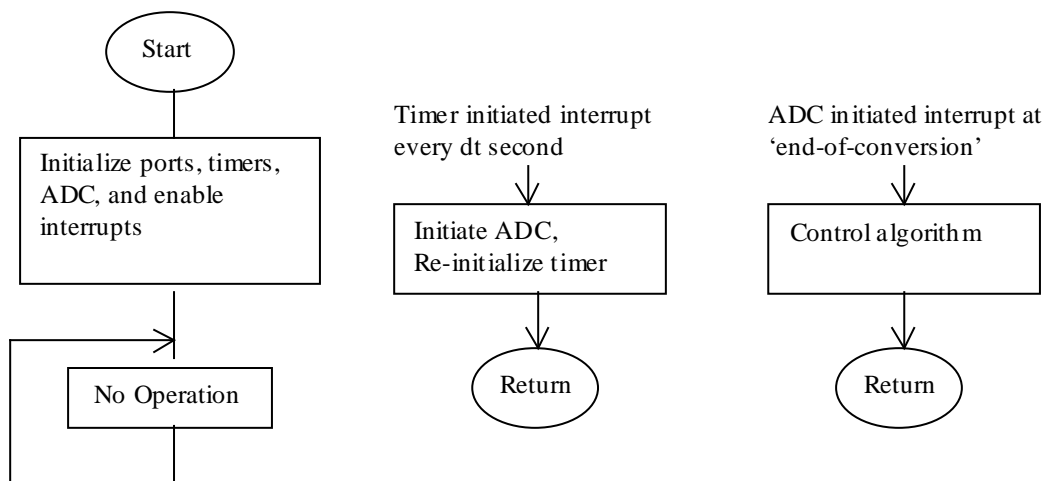 Start
Initialize ports, timers,
ADC, and enable
interrupts
No Operation
Timer initiated interrupt
every dt second
Initiate ADC,
Re-initialize timer
Return
ADC initiated interrupt at
‘end-of-conversion’
Control algorithm
Return